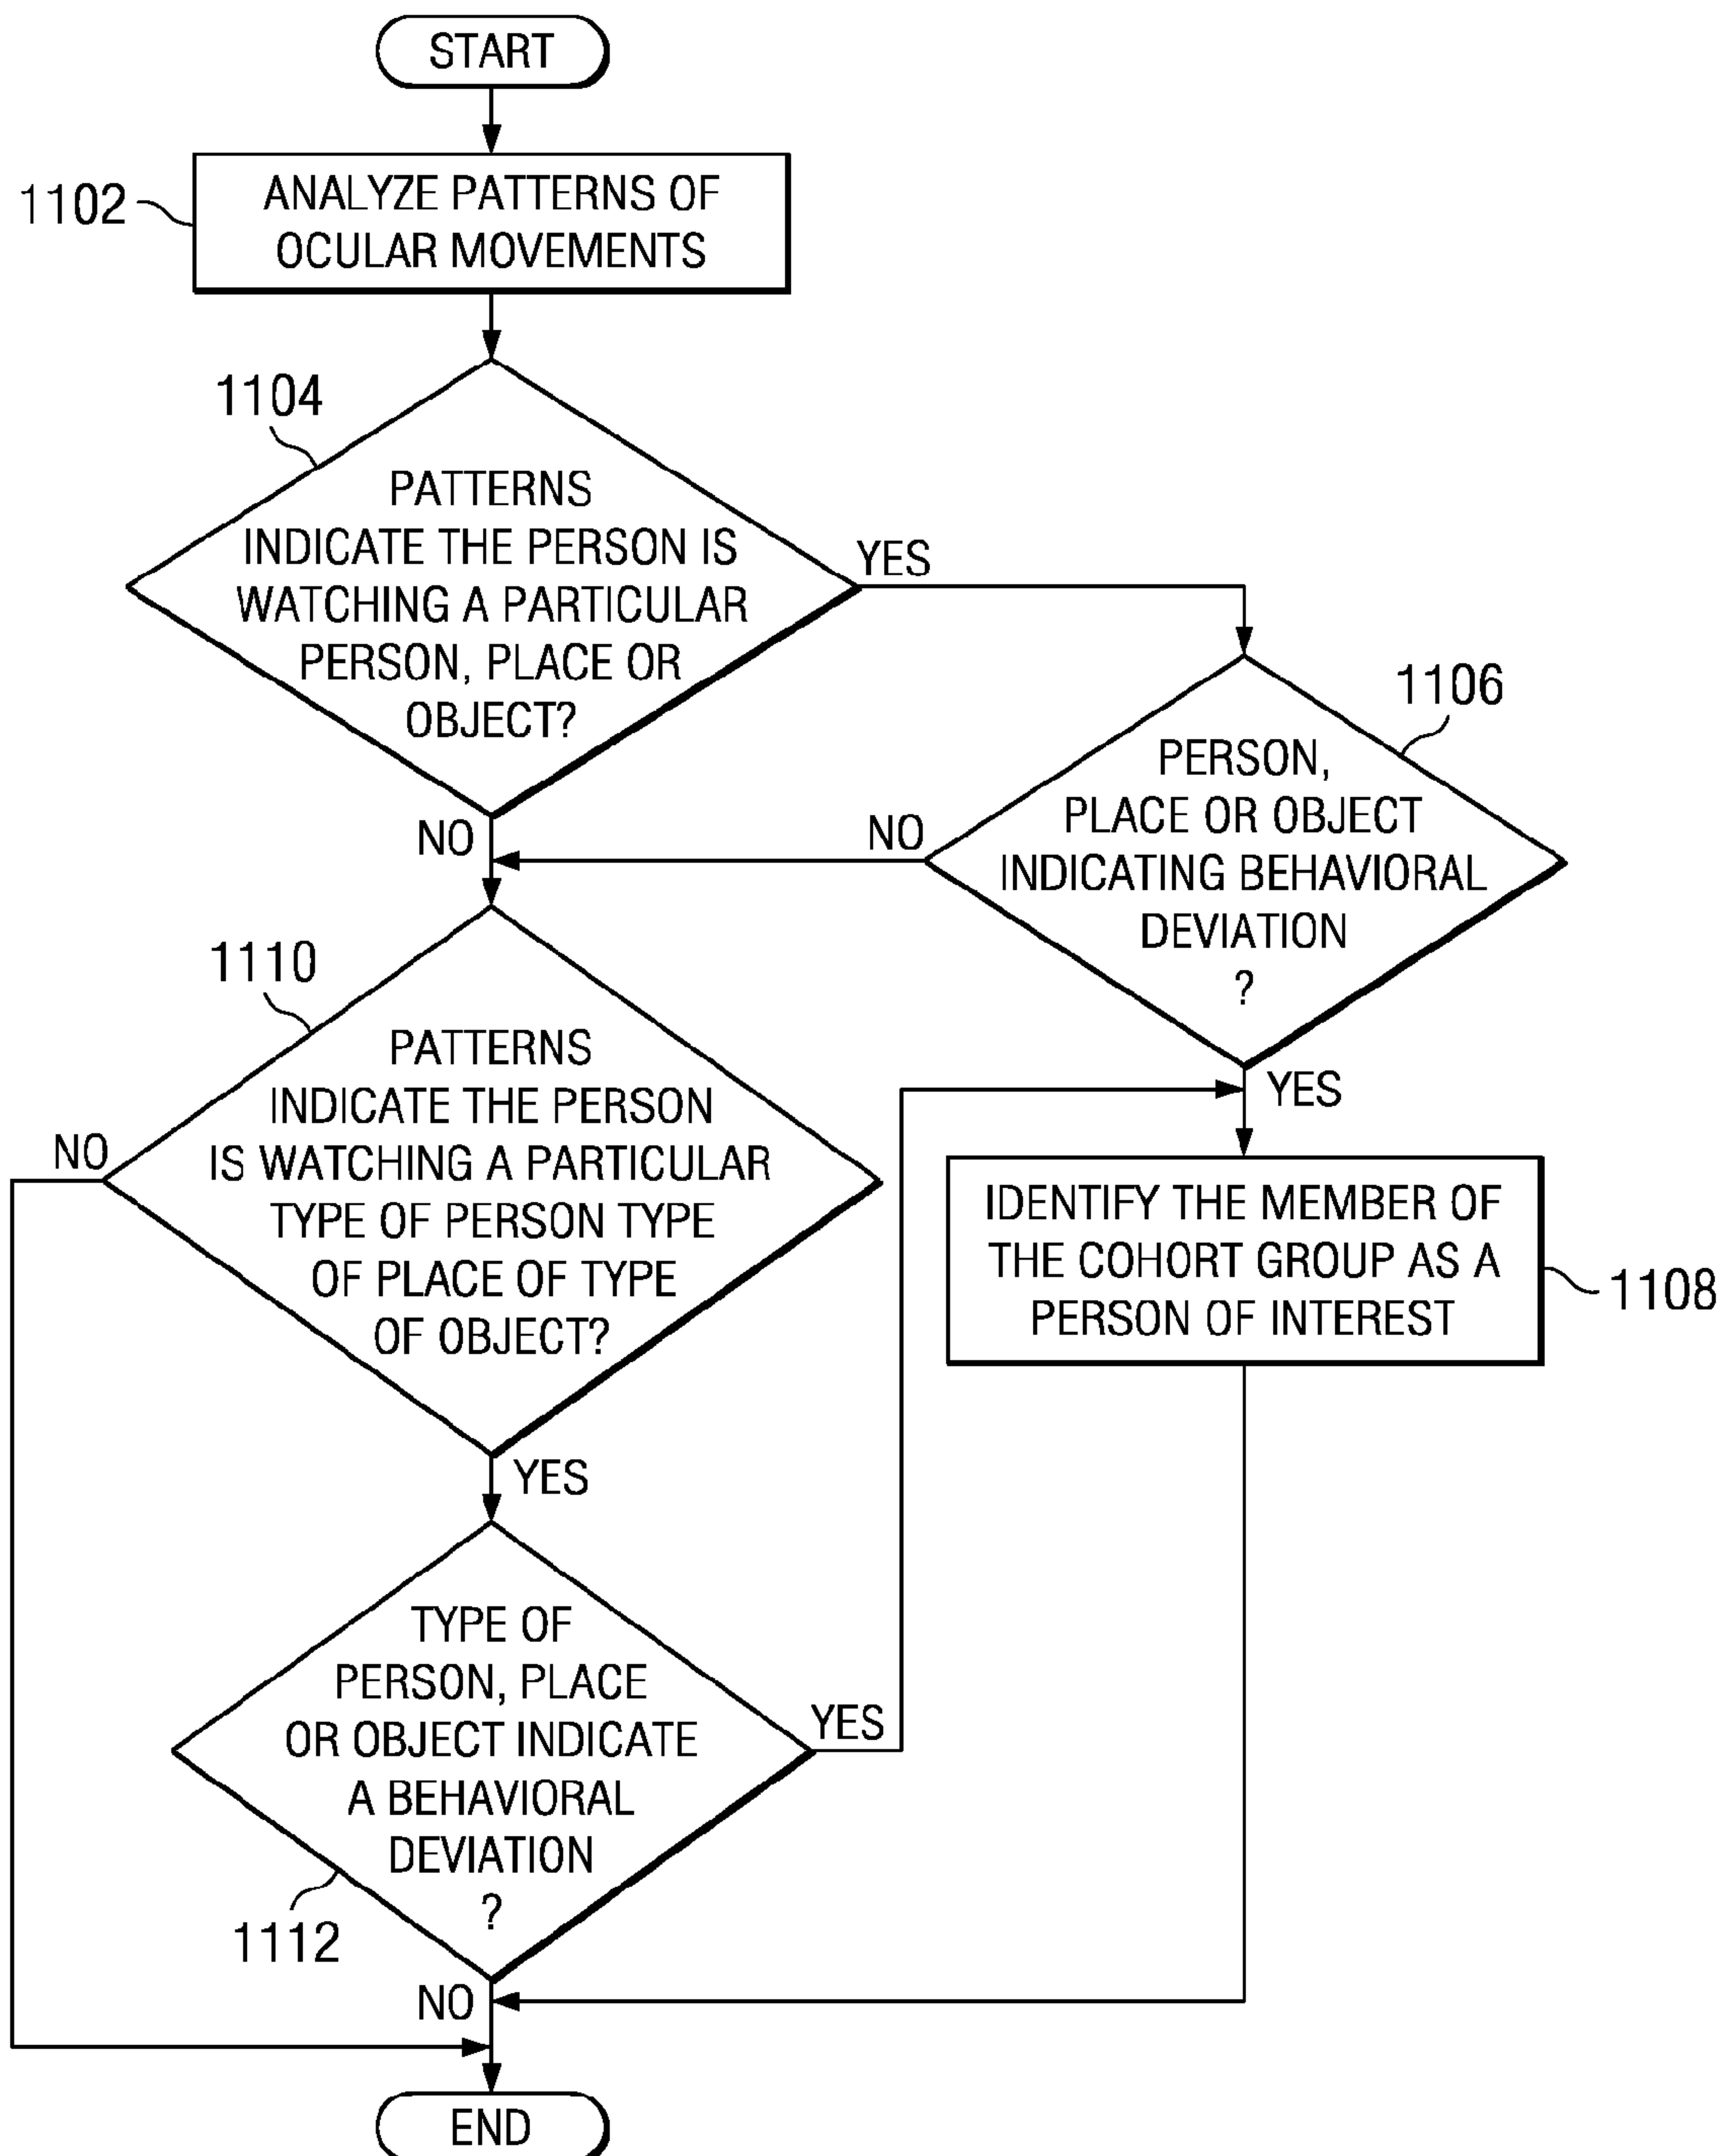 START
1102
ANALYZE PATTERNS OF
OCULAR MOVEMENTS
1104
PATTERNS
INDICATE THE PERSON IS
WATCHING A PARTICULAR
PERSON, PLACE OR
OBJECT?
YES
NO
1106
PERSON,
PLACE OR OBJECT
INDICATING BEHAVIORAL
DEVIATION
?
NO
YES
1110
PATTERNS
INDICATE THE PERSON
IS WATCHING A PARTICULAR
TYPE OF PERSON TYPE
OF PLACE OF TYPE
OF OBJECT?
NO
YES
IDENTIFY THE MEMBER OF
THE COHORT GROUP AS A
PERSON OF INTEREST
1108
TYPE OF
PERSON, PLACE
OR OBJECT INDICATE
A BEHAVIORAL
DEVIATION
?
YES
1112
NO
END